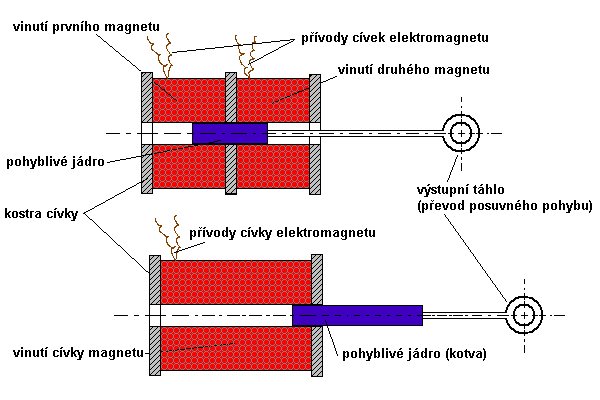 vinutí prvního magnetu
přívody cívek elektromagnetu
vinutí druhého magnetu
pohyblivé jádro
výstupní táhlo
(převod posuvného pohybu)
kostra cívky
přívody cívky elektromagnetu
vinutí cívky magnetu
pohyblivé jádro (kotva)